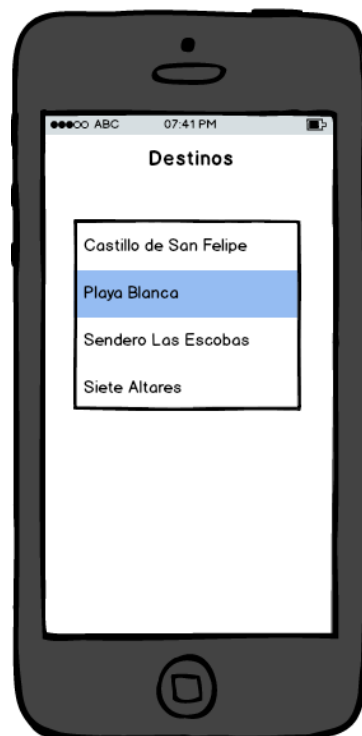 ABC 07:41 PM
Destinos
Castillo de San Felipe
Playa Blanca
Sendero Las Escobas
Siete Altares